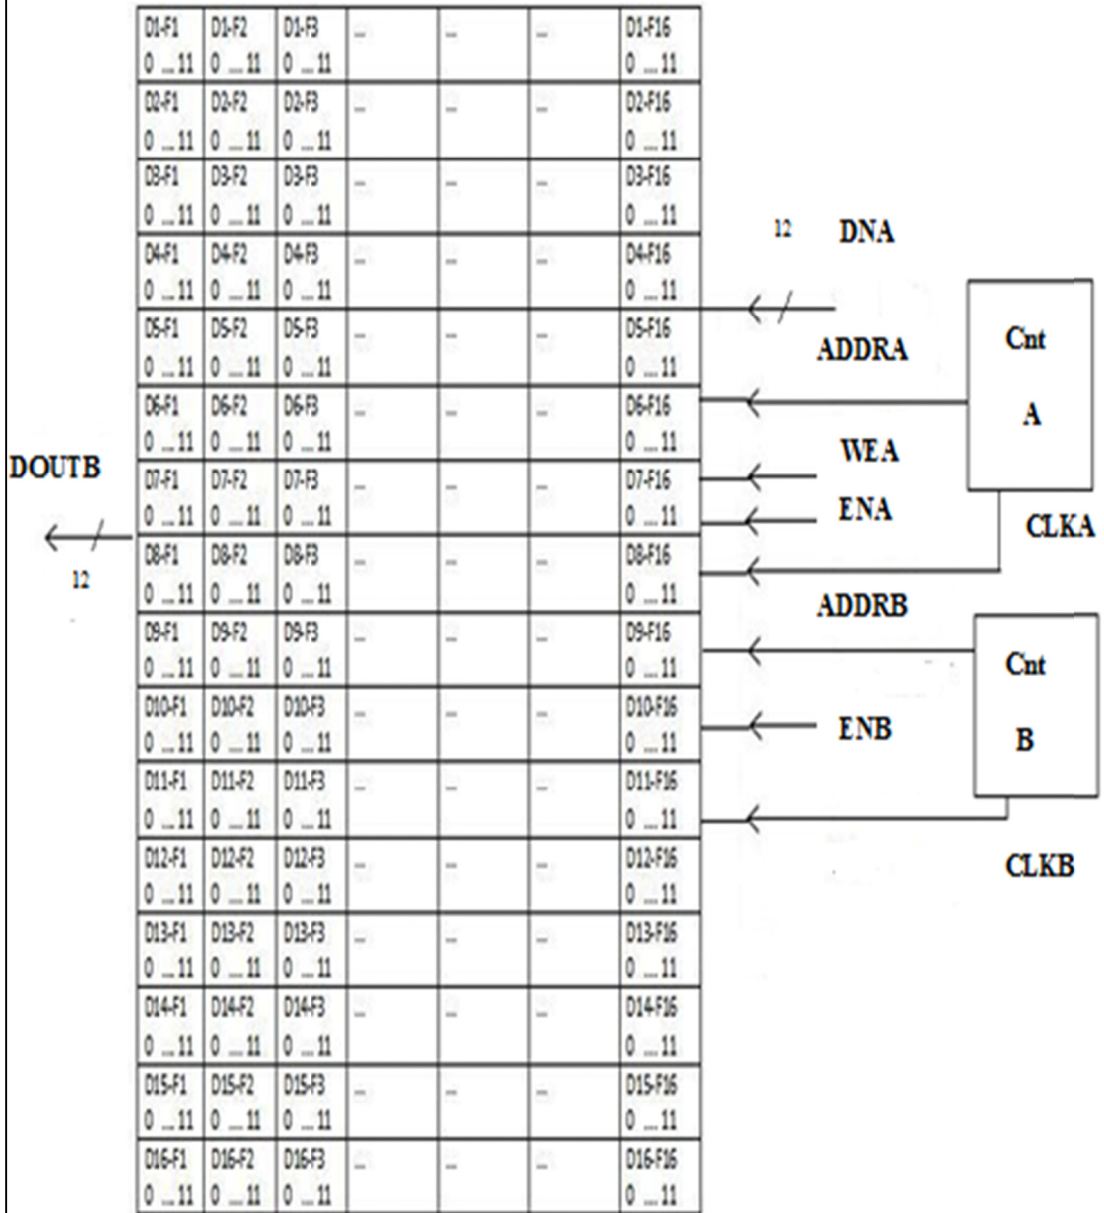 D1-F1 D1-F2 D1-F3 ... ... ... D1-F16
0 ... 11 0 ... 11 0 ... 11 0 ... 11
D2-F1 D2-F2 D2-F3 ... ... ... D2-F16
0 ... 11 0 ... 11 0 ... 11 0 ... 11
D3-F1 D3-F2 D3-F3 ... ... ... D3-F16
0 ... 11 0 ... 11 0 ... 11 0 ... 11
D4-F1 D4-F2 D4-F3 ... ... ... D4-F16
0 ... 11 0 ... 11 0 ... 11 0 ... 11
D5-F1 D5-F2 D5-F3 ... ... ... D5-F16
0 ... 11 0 ... 11 0 ... 11 0 ... 11
D6-F1 D6-F2 D6-F3 ... ... ... D6-F16
0 ... 11 0 ... 11 0 ... 11 0 ... 11
D7-F1 D7-F2 D7-F3 ... ... ... D7-F16
0 ... 11 0 ... 11 0 ... 11 0 ... 11
D8-F1 D8-F2 D8-F3 ... ... ... D8-F16
0 ... 11 0 ... 11 0 ... 11 0 ... 11
D9-F1 D9-F2 D9-F3 ... ... ... D9-F16
0 ... 11 0 ... 11 0 ... 11 0 ... 11
D10-F1 D10-F2 D10-F3 ... ... ... D10-F16
0 ... 11 0 ... 11 0 ... 11 0 ... 11
D11-F1 D11-F2 D11-F3 ... ... ... D11-F16
0 ... 11 0 ... 11 0 ... 11 0 ... 11
D12-F1 D12-F2 D12-F3 ... ... ... D12-F16
0 ... 11 0 ... 11 0 ... 11 0 ... 11
D13-F1 D13-F2 D13-F3 ... ... ... D13-F16
0 ... 11 0 ... 11 0 ... 11 0 ... 11
D14-F1 D14-F2 D14-F3 ... ... ... D14-F16
0 ... 11 0 ... 11 0 ... 11 0 ... 11
D15-F1 D15-F2 D15-F3 ... ... ... D15-F16
0 ... 11 0 ... 11 0 ... 11 0 ... 11
D16-F1 D16-F2 D16-F3 ... ... ... D16-F16
0 ... 11 0 ... 11 0 ... 11 0 ... 11
DOUTB
12
12 DNA
ADDRA
WEA
ENA
Cnt
A
CLKA
ADDRB
ENB
Cnt
B
CLKB